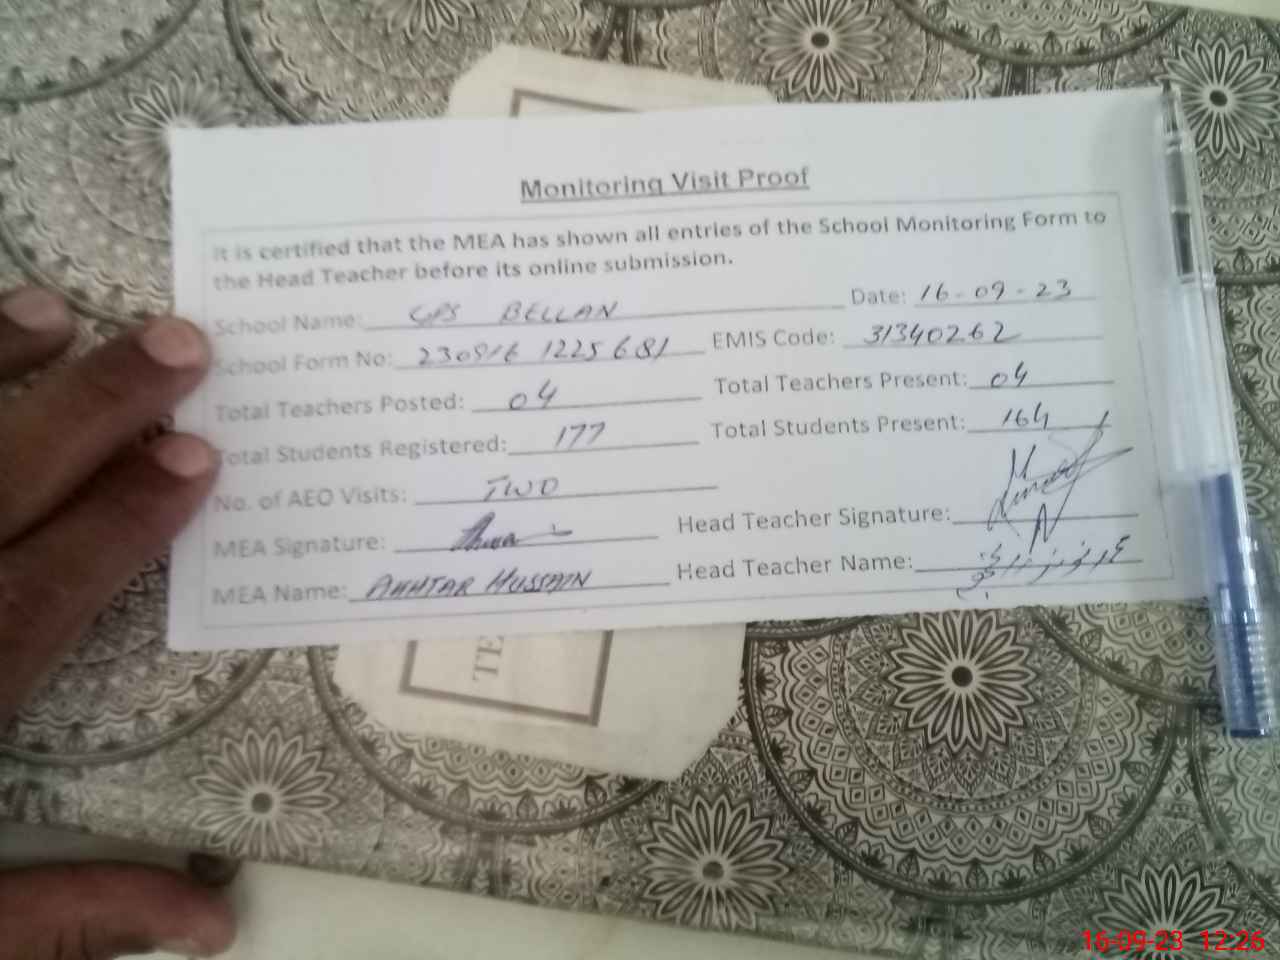 Monitoring Visit Proof
It is certified that the MEA has shown all entries of the School Monitoring Form to
the Head Teacher before its online submission.
School Name: GPS BELLAN Date: 16-09-23
School Form No: 230916 1225681 EMIS Code: 31340262
Total Teachers Posted: 04 Total Teachers Present: 04
Total Students Registered: 177 Total Students Present: 164
No. of AEO Visits: TWO
MEA Signature: Head Teacher Signature:
MEA Name: AKHTAR HUSSAIN Head Teacher Name:
TE
16-09-23 12:26